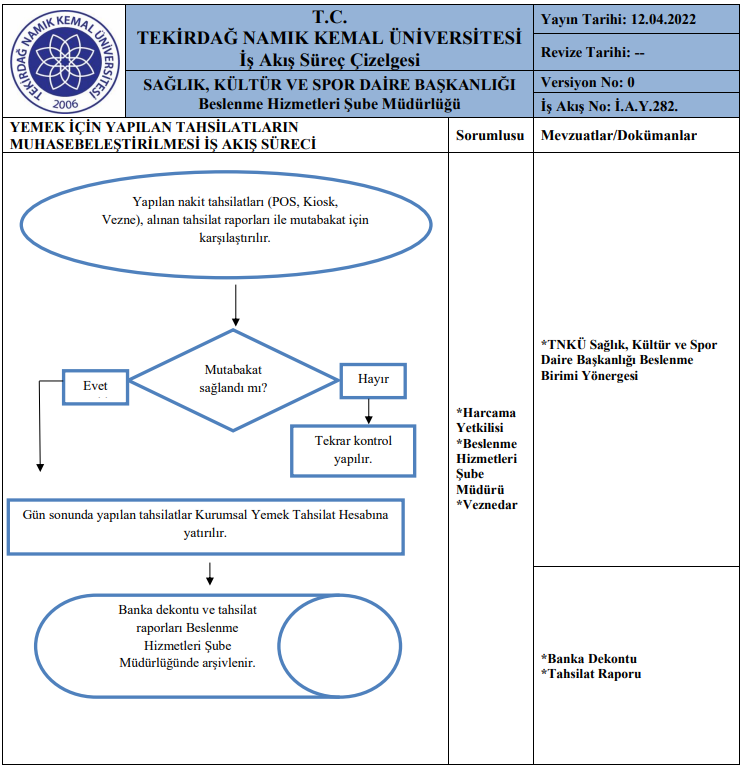 TEKİRDAĞ NAMIK KEMAL ÜNİVERSİTESİ
2006
T.C.
TEKİRDAĞ NAMIK KEMAL ÜNİVERSİTESİ
İş Akış Süreç Çizelgesi
SAĞLIK, KÜLTÜR VE SPOR DAİRE BAŞKANLIĞI
Beslenme Hizmetleri Şube Müdürlüğü
Yayın Tarihi: 12.04.2022
Revize Tarihi: --
Versiyon No: 0
İş Akış No: İ.A.Y.282.
YEMEK İÇİN YAPILAN TAHSİLATLARIN
MUHASEBELEŞTİRİLMESİ İŞ AKIŞ SÜRECİ
Sorumlusu
Mevzuatlar/Dokümanlar
Yapılan nakit tahsilatları (POS, Kiosk,
Vezne), alınan tahsilat raporları ile mutabakat için
karşılaştırılır.
Mutabakat
sağlandı mı?
Evet
Hayır
Tekrar kontrol
yapılır.
Gün sonunda yapılan tahsilatlar Kurumsal Yemek Tahsilat Hesabına
yatırılır.
Banka dekontu ve tahsilat
raporları Beslenme
Hizmetleri Şube
Müdürlüğünde arşivlenir.
*Harcama
Yetkilisi
*Beslenme
Hizmetleri
Şube
Müdürü
*Veznedar
*TNKÜ Sağlık, Kültür ve Spor
Daire Başkanlığı Beslenme
Birimi Yönergesi
*Banka Dekontu
*Tahsilat Raporu